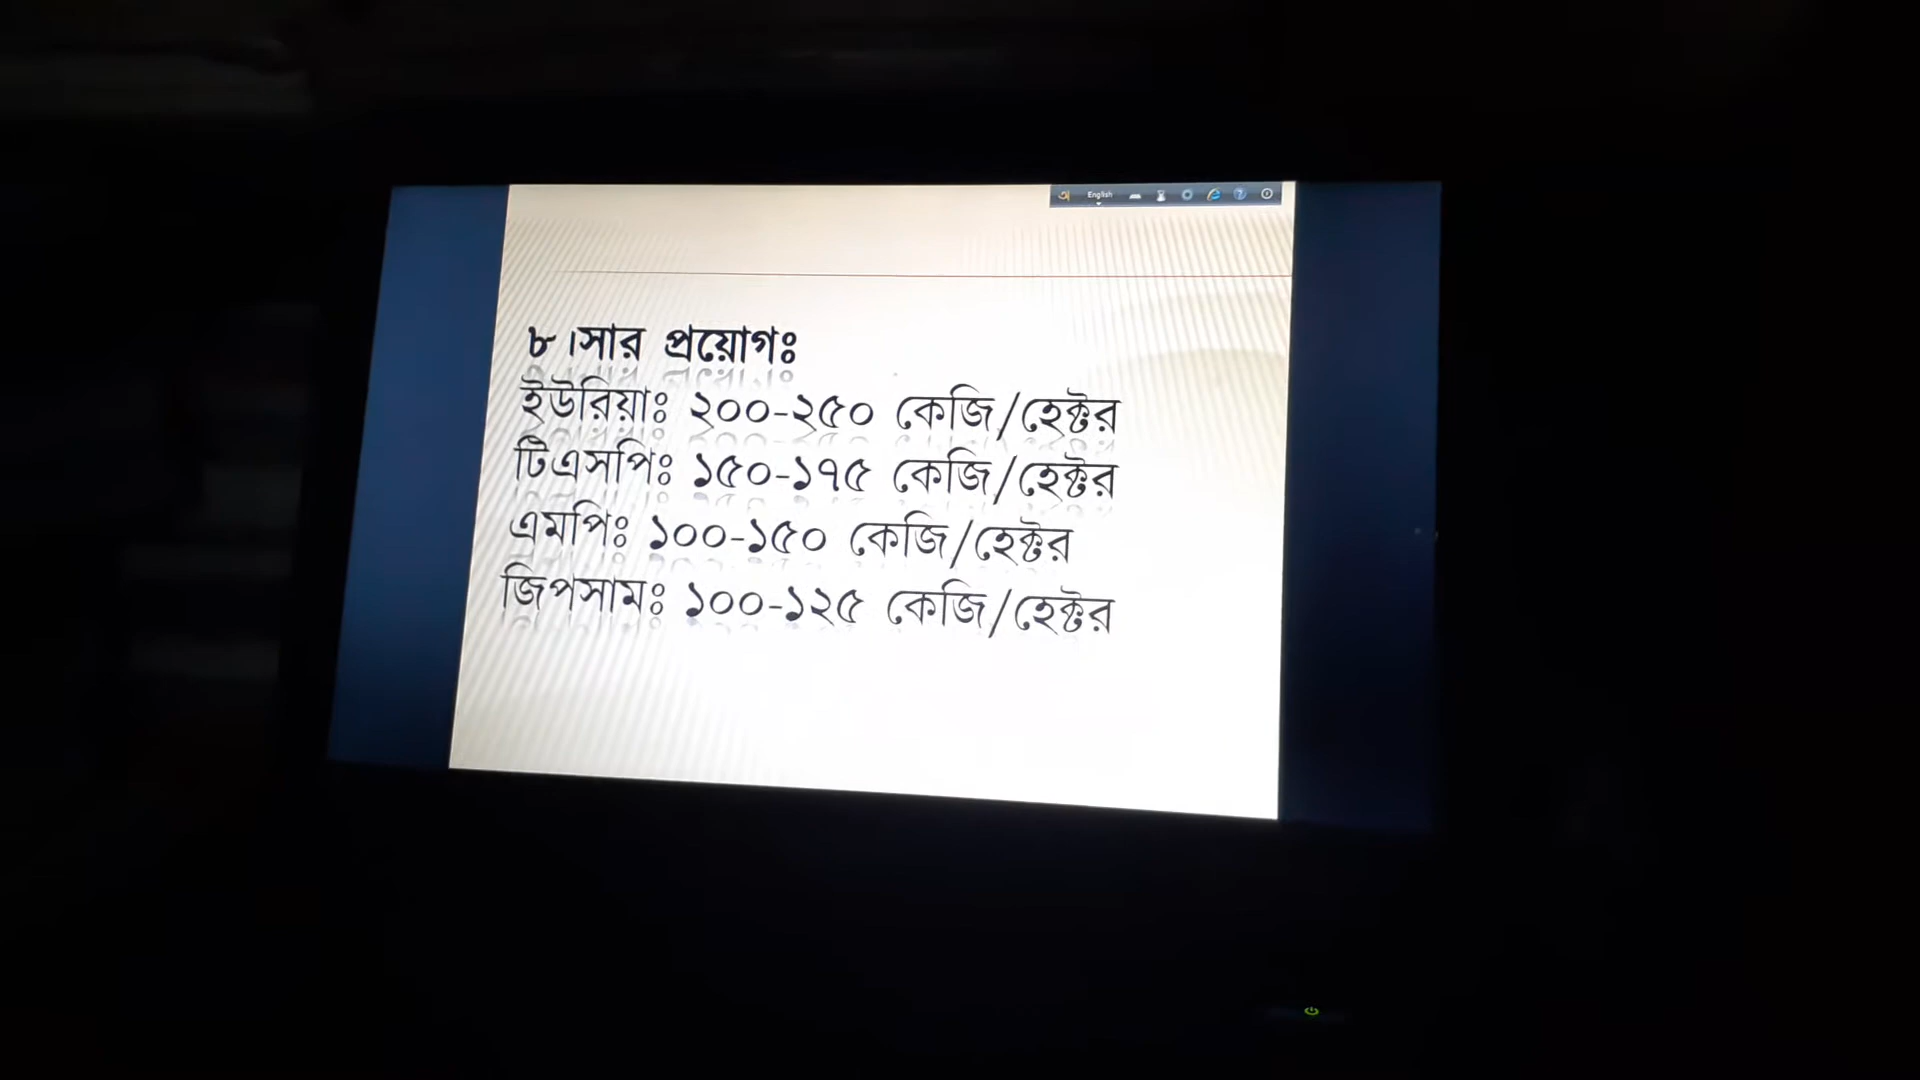 English
৮।সার প্রয়োগঃ
ইউরিয়াঃ ২০০-২৫০ কেজি/হেক্টর
টিএসপিঃ ১৫০-১৭৫ কেজি/হেক্টর
এমপিঃ ১০০-১৫০ কেজি/হেক্টর
জিপসামঃ ১০০-১২৫ কেজি/হেক্টর